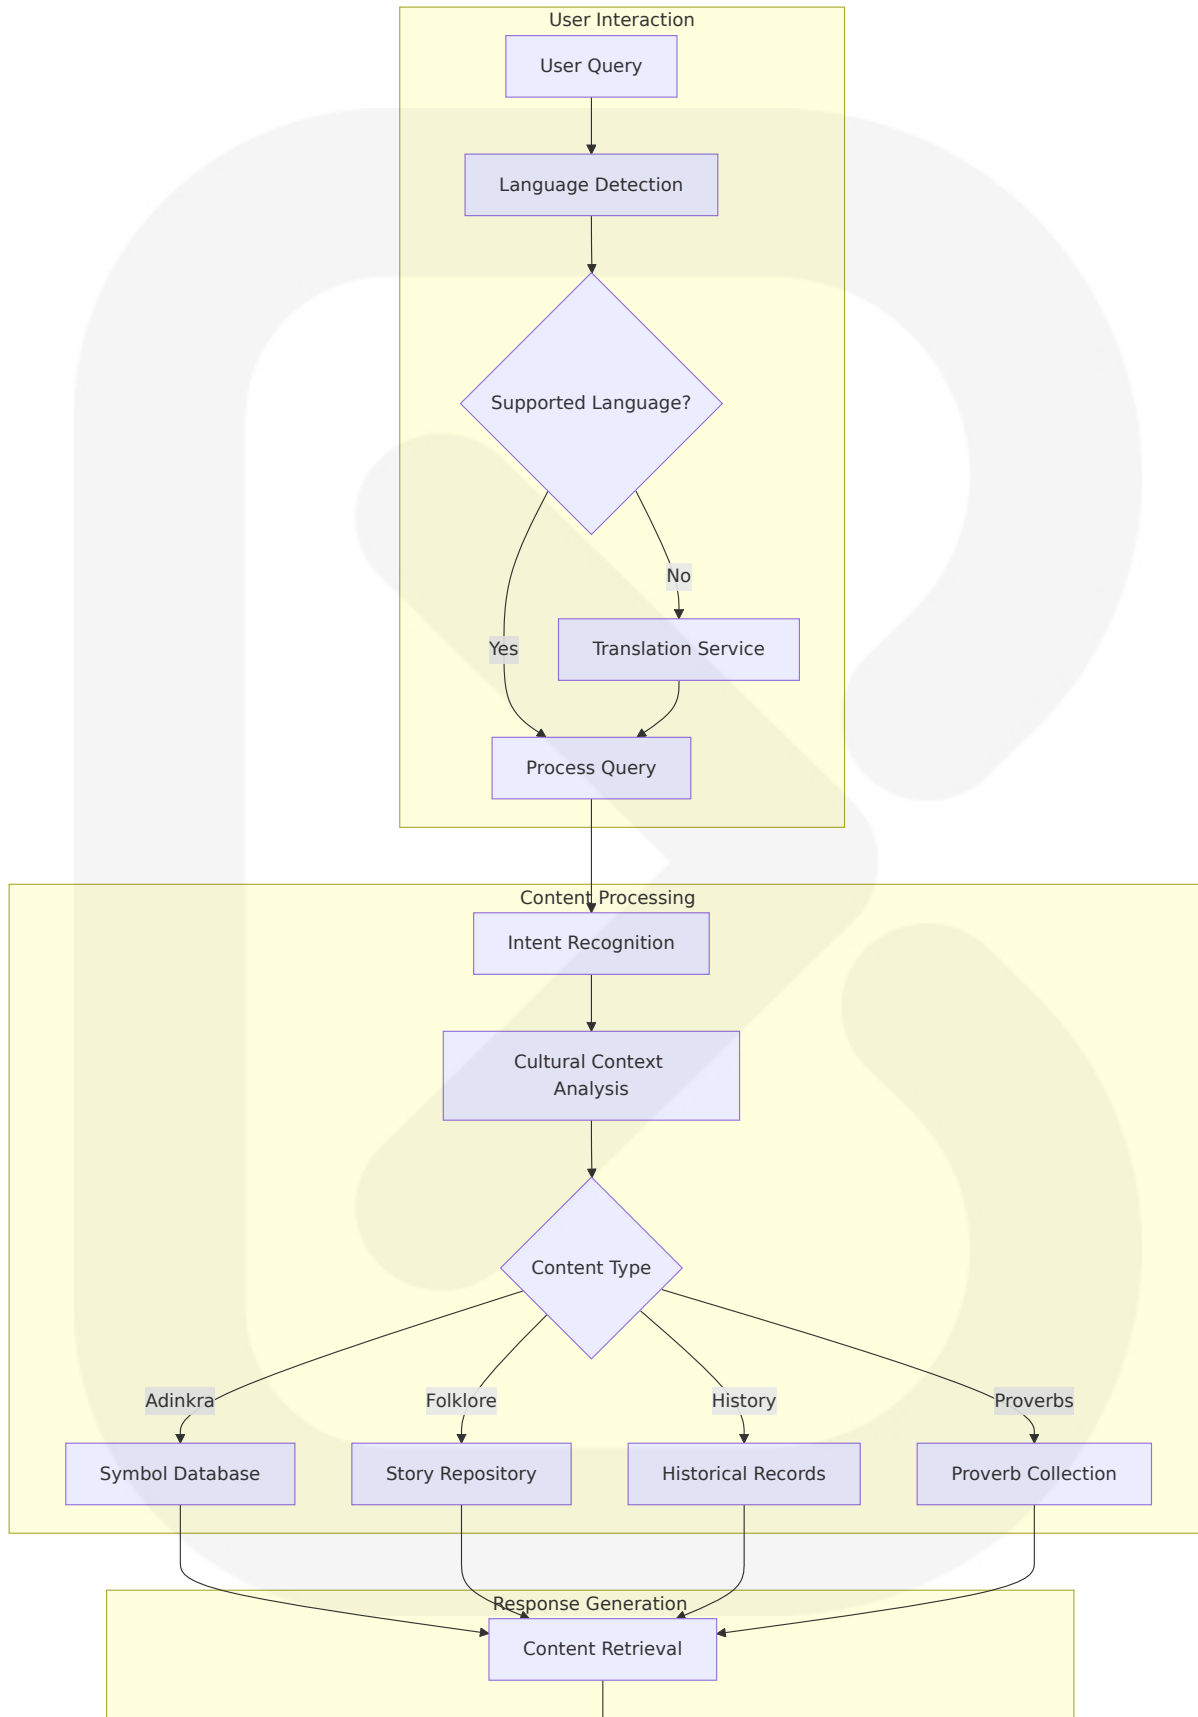 User Interaction
User Query
Language Detection
Supported Language?
No
Yes
Translation Service
Process Query
Content Processing
Intent Recognition
Cultural Context
Analysis
Content Type
Adinkra
Folklore
History
Proverbs
Symbol Database
Story Repository
Historical Records
Proverb Collection
Response Generation
Content Retrieval